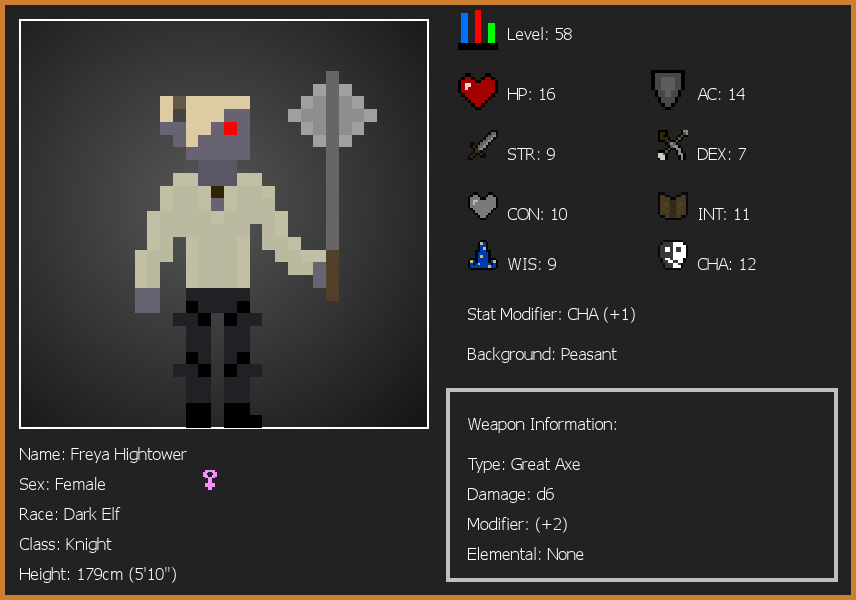 Level: 58
HP: 16
AC: 14
STR: 9
DEX: 7
CON: 10
INT: 11
WIS: 9
CHA: 12
Stat Modifier: CHA (+1)
Background: Peasant
Weapon Information:
Type: Great Axe
Damage: d6
Modifier: (+2)
Elemental: None
Name: Freya Hightower
Sex: Female
Race: Dark Elf
Class: Knight
Height: 179cm (5'10")